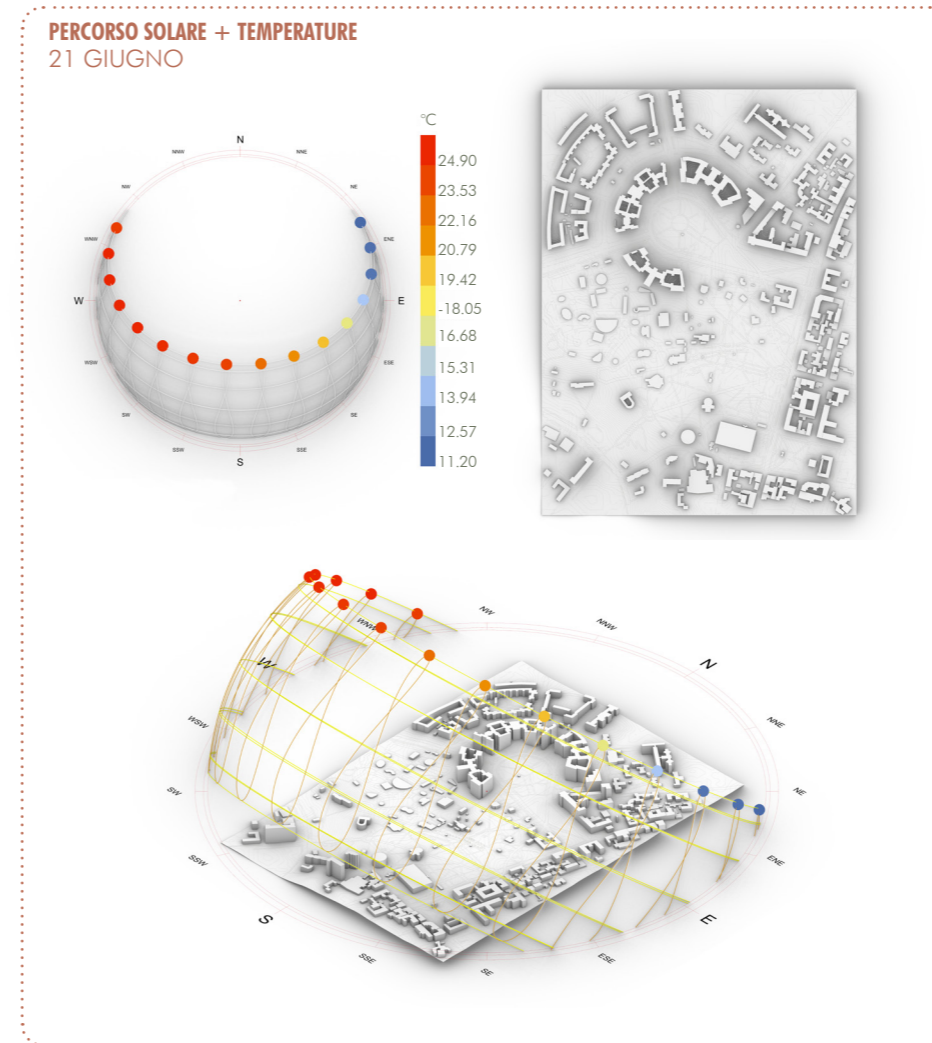 PERCORSO SOLARE + TEMPERATURE
21 GIUGNO
°C
24.90
23.53
22.16
20.79
19.42
-18.05
16.68
15.31
13.94
12.57
11.20
N
NNW
NNE
NW
NE
WNW
ENE
W
E
WSW
ESE
SW
SE
SSW
SSE
S
NW
NNW
WNW
N
W
NNE
WSW
SW
NE
SSW
ENE
S
E
SSE
ESE
SE